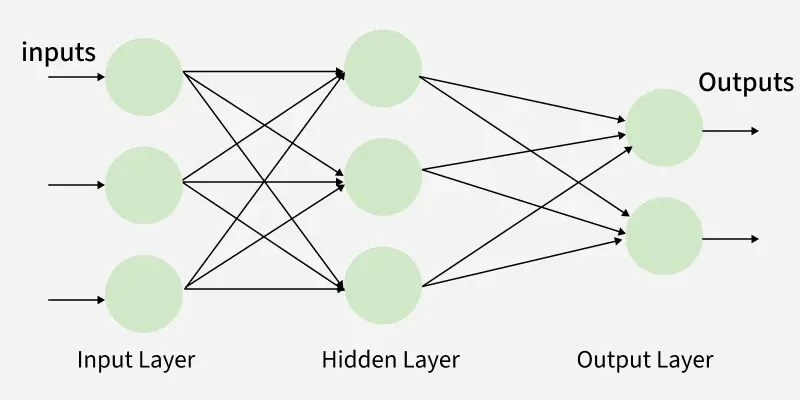 inputs
Outputs
Input Layer
Hidden Layer
Output Layer